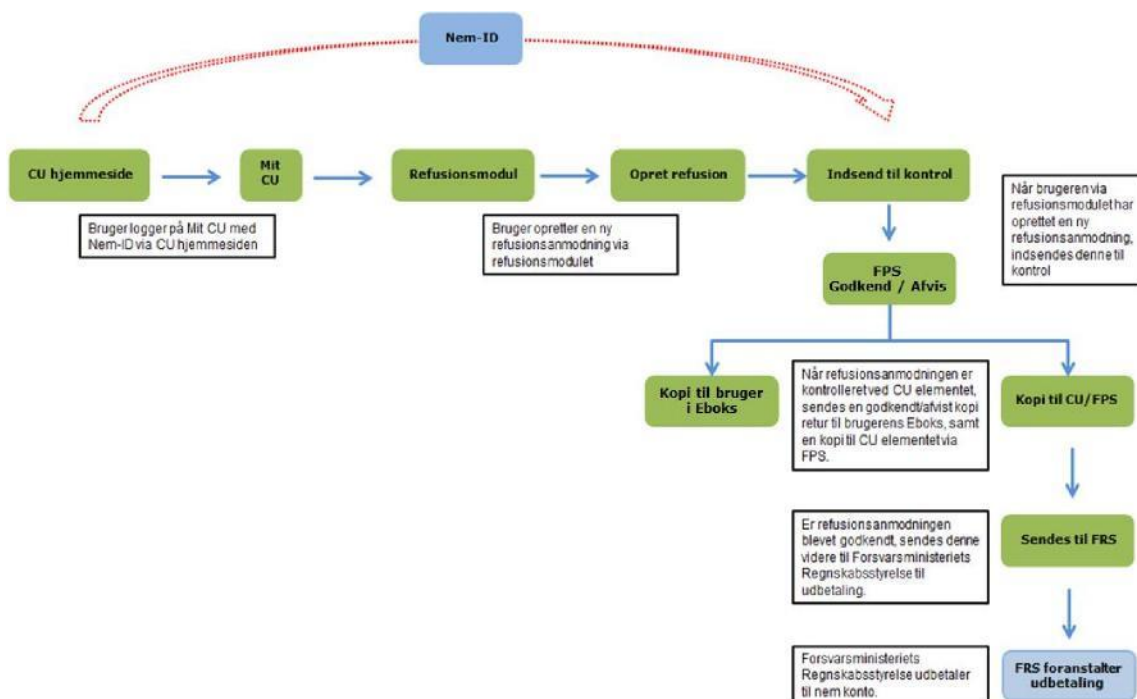 Nem-ID
CU hjemmeside
Mit
CU
Refusionsmodul
Opret refusion
Indsend til kontrol
Bruger logger på Mit CU med
Nem-ID via CU hjemmesiden
Bruger opretter en ny
refusionsanmodning via
refusionsmodulet
Når brugeren via
refusionsmodulet har
oprettet en ny
refusionsanmodning,
indsendes denne til
kontrol
FPS
Godkend / Afvis
Kopi til bruger
i Eboks
Når refusionsanmodningen er
kontrolleret ved CU elementet,
sendes en godkendt/afvist kopi
retur til brugerens Eboks, samt
en kopi til CU elementet via
FPS.
Kopi til CU/FPS
Er refusionsanmodningen
blevet godkendt, sendes denne
videre til Forsvarsministeriets
Regnskabsstyrelse til
udbetaling.
Sendes til FRS
Forsvarsministeriets
Regnskabsstyrelse udbetaler
til nem konto.
FRS foranstalter
udbetaling